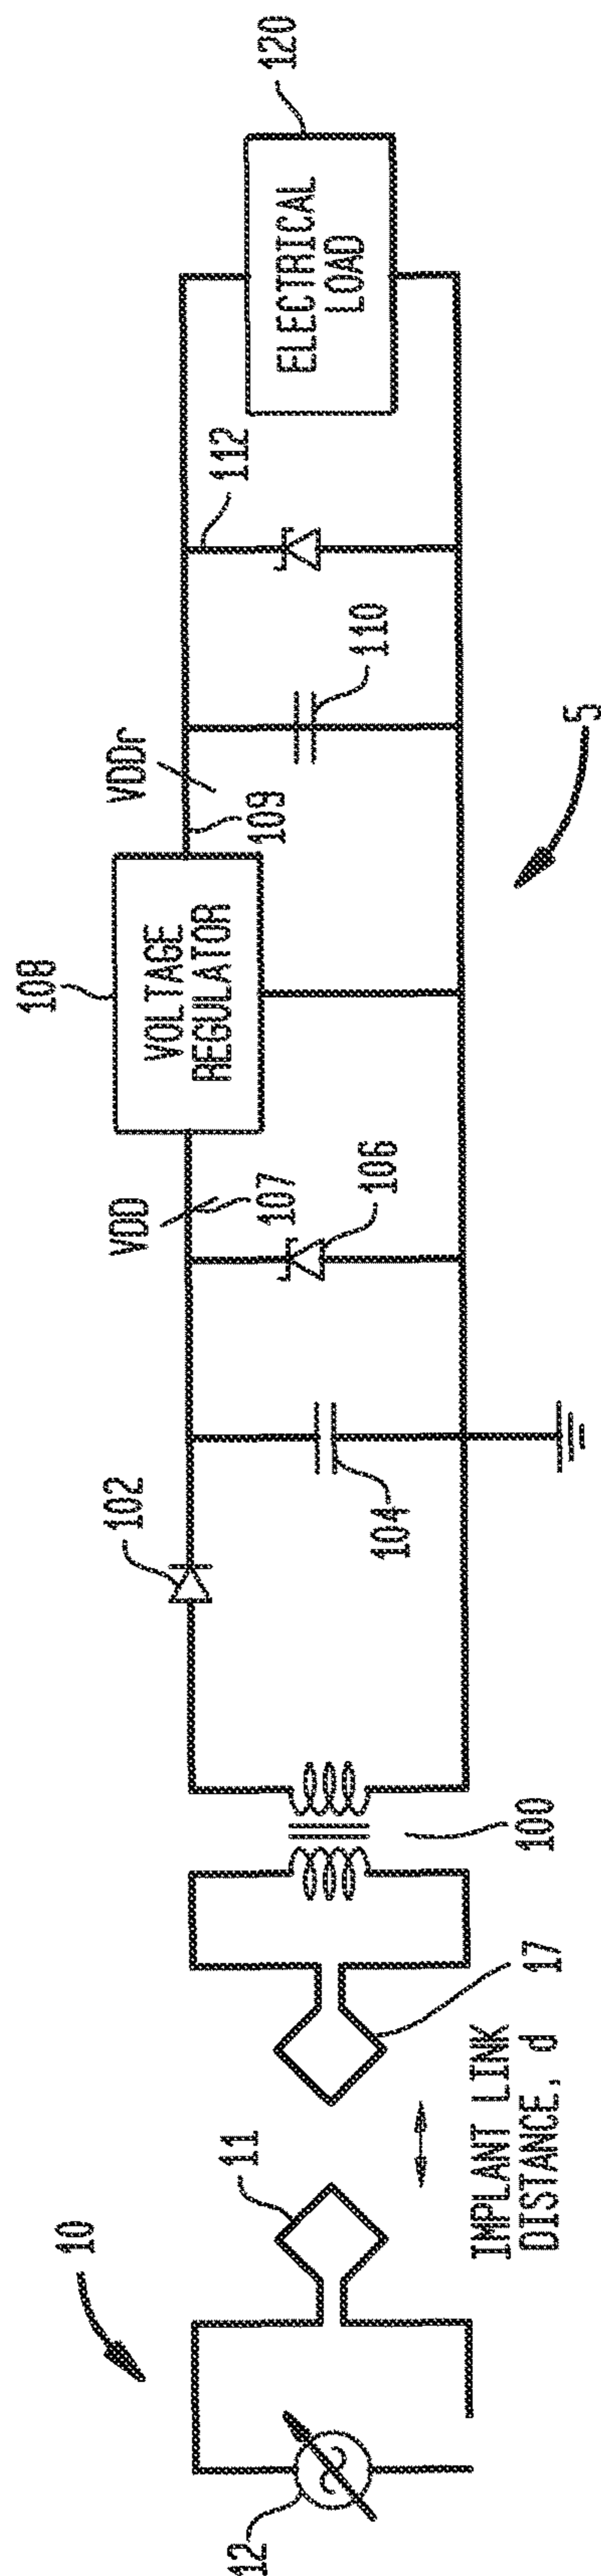 10
12
11
IMPLANT LINK
DISTANCE, d
17
100
102
104
VDD
107
106
108
VOLTAGE
REGULATOR
109
VDDr
110
112
ELECTRICAL
LOAD
120
5